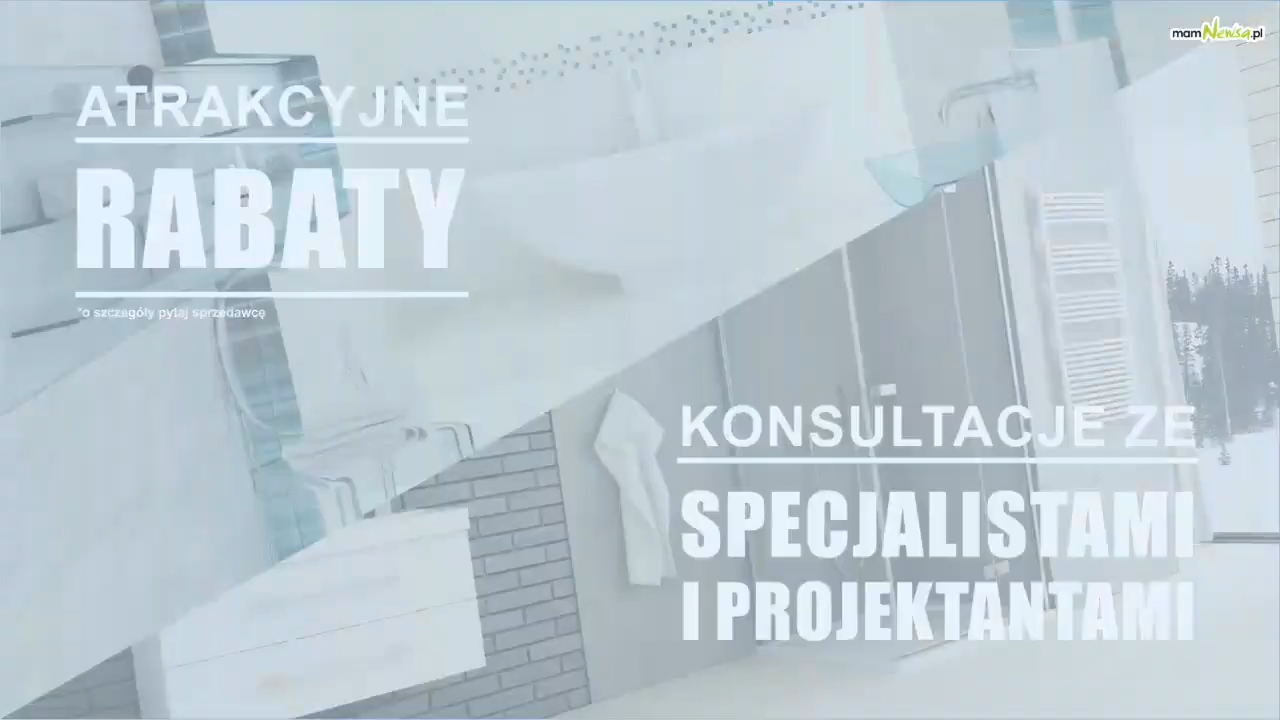 mamNewsa.pl
ATRAKCYJNE
RABATY
*o szczegóły pytaj sprzedawcę
KONSULTACJE ZE
SPECJALISTAMI
I PROJEKTANTAMI